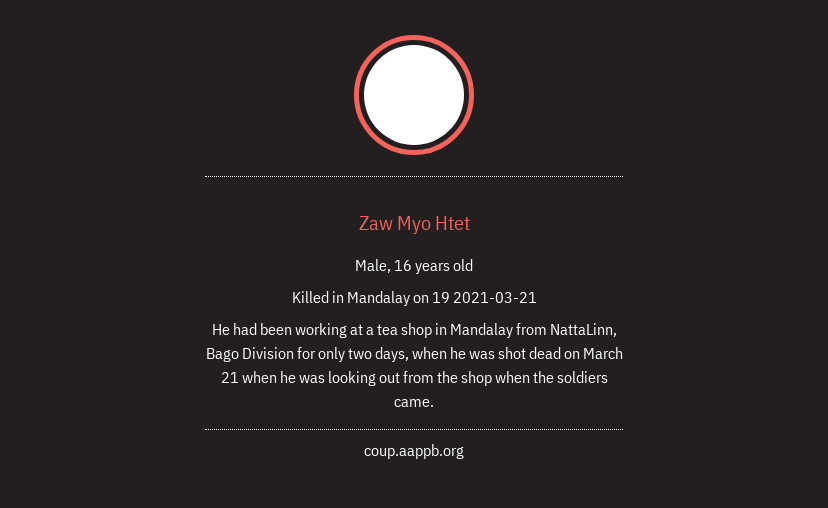 Zaw Myo Htet
Male, 16 years old
Killed in Mandalay on 19 2021-03-21
He had been working at a tea shop in Mandalay from NattaLinn,
Bago Division for only two days, when he was shot dead on March
21 when he was looking out from the shop when the soldiers
came.
coup.aappb.org